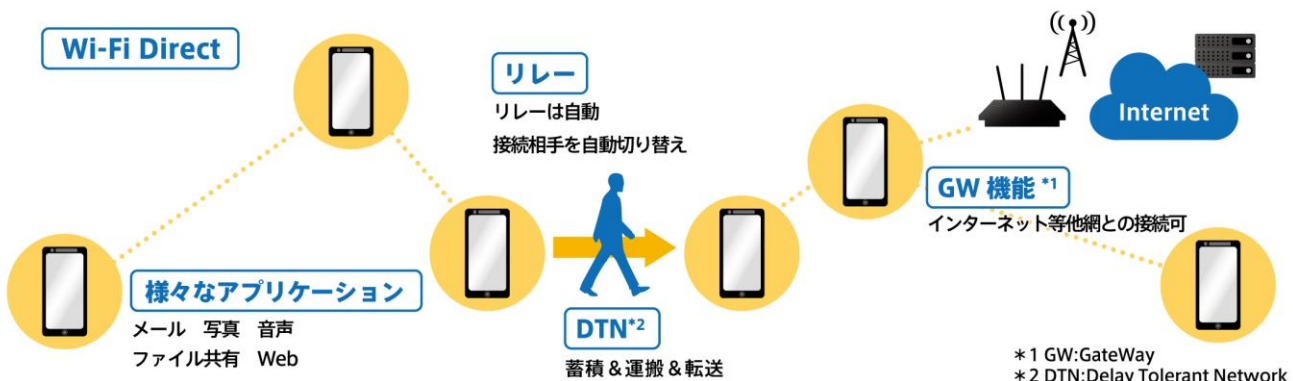 Wi-Fi Direct
リレー
リレーは自動
接続相手を自動切り替え
Internet
GW 機能 *1
インターネット等他網との接続可
様々なアプリケーション
メール 写真 音声
ファイル共有 Web
DTN*2
蓄積&運搬&転送
*1 GW:GateWay
*2 DTN:Delay Tolerant Network